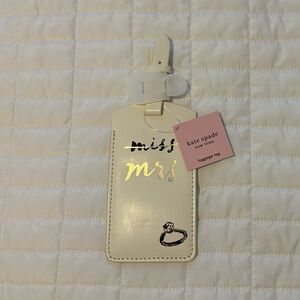 miss
mrs
kate spade
NEW YORK
luggage tag